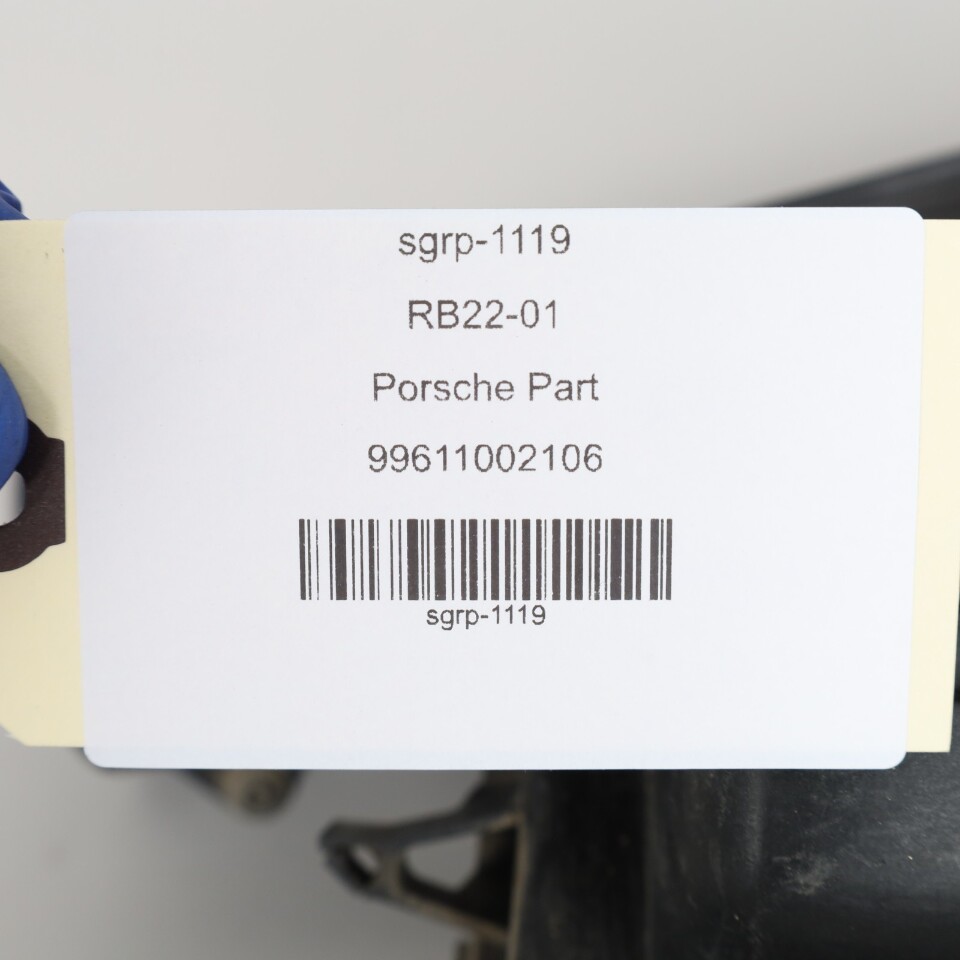 sgrp-1119
RB22-01
Porsche Part
99611002106
sgrp-1119